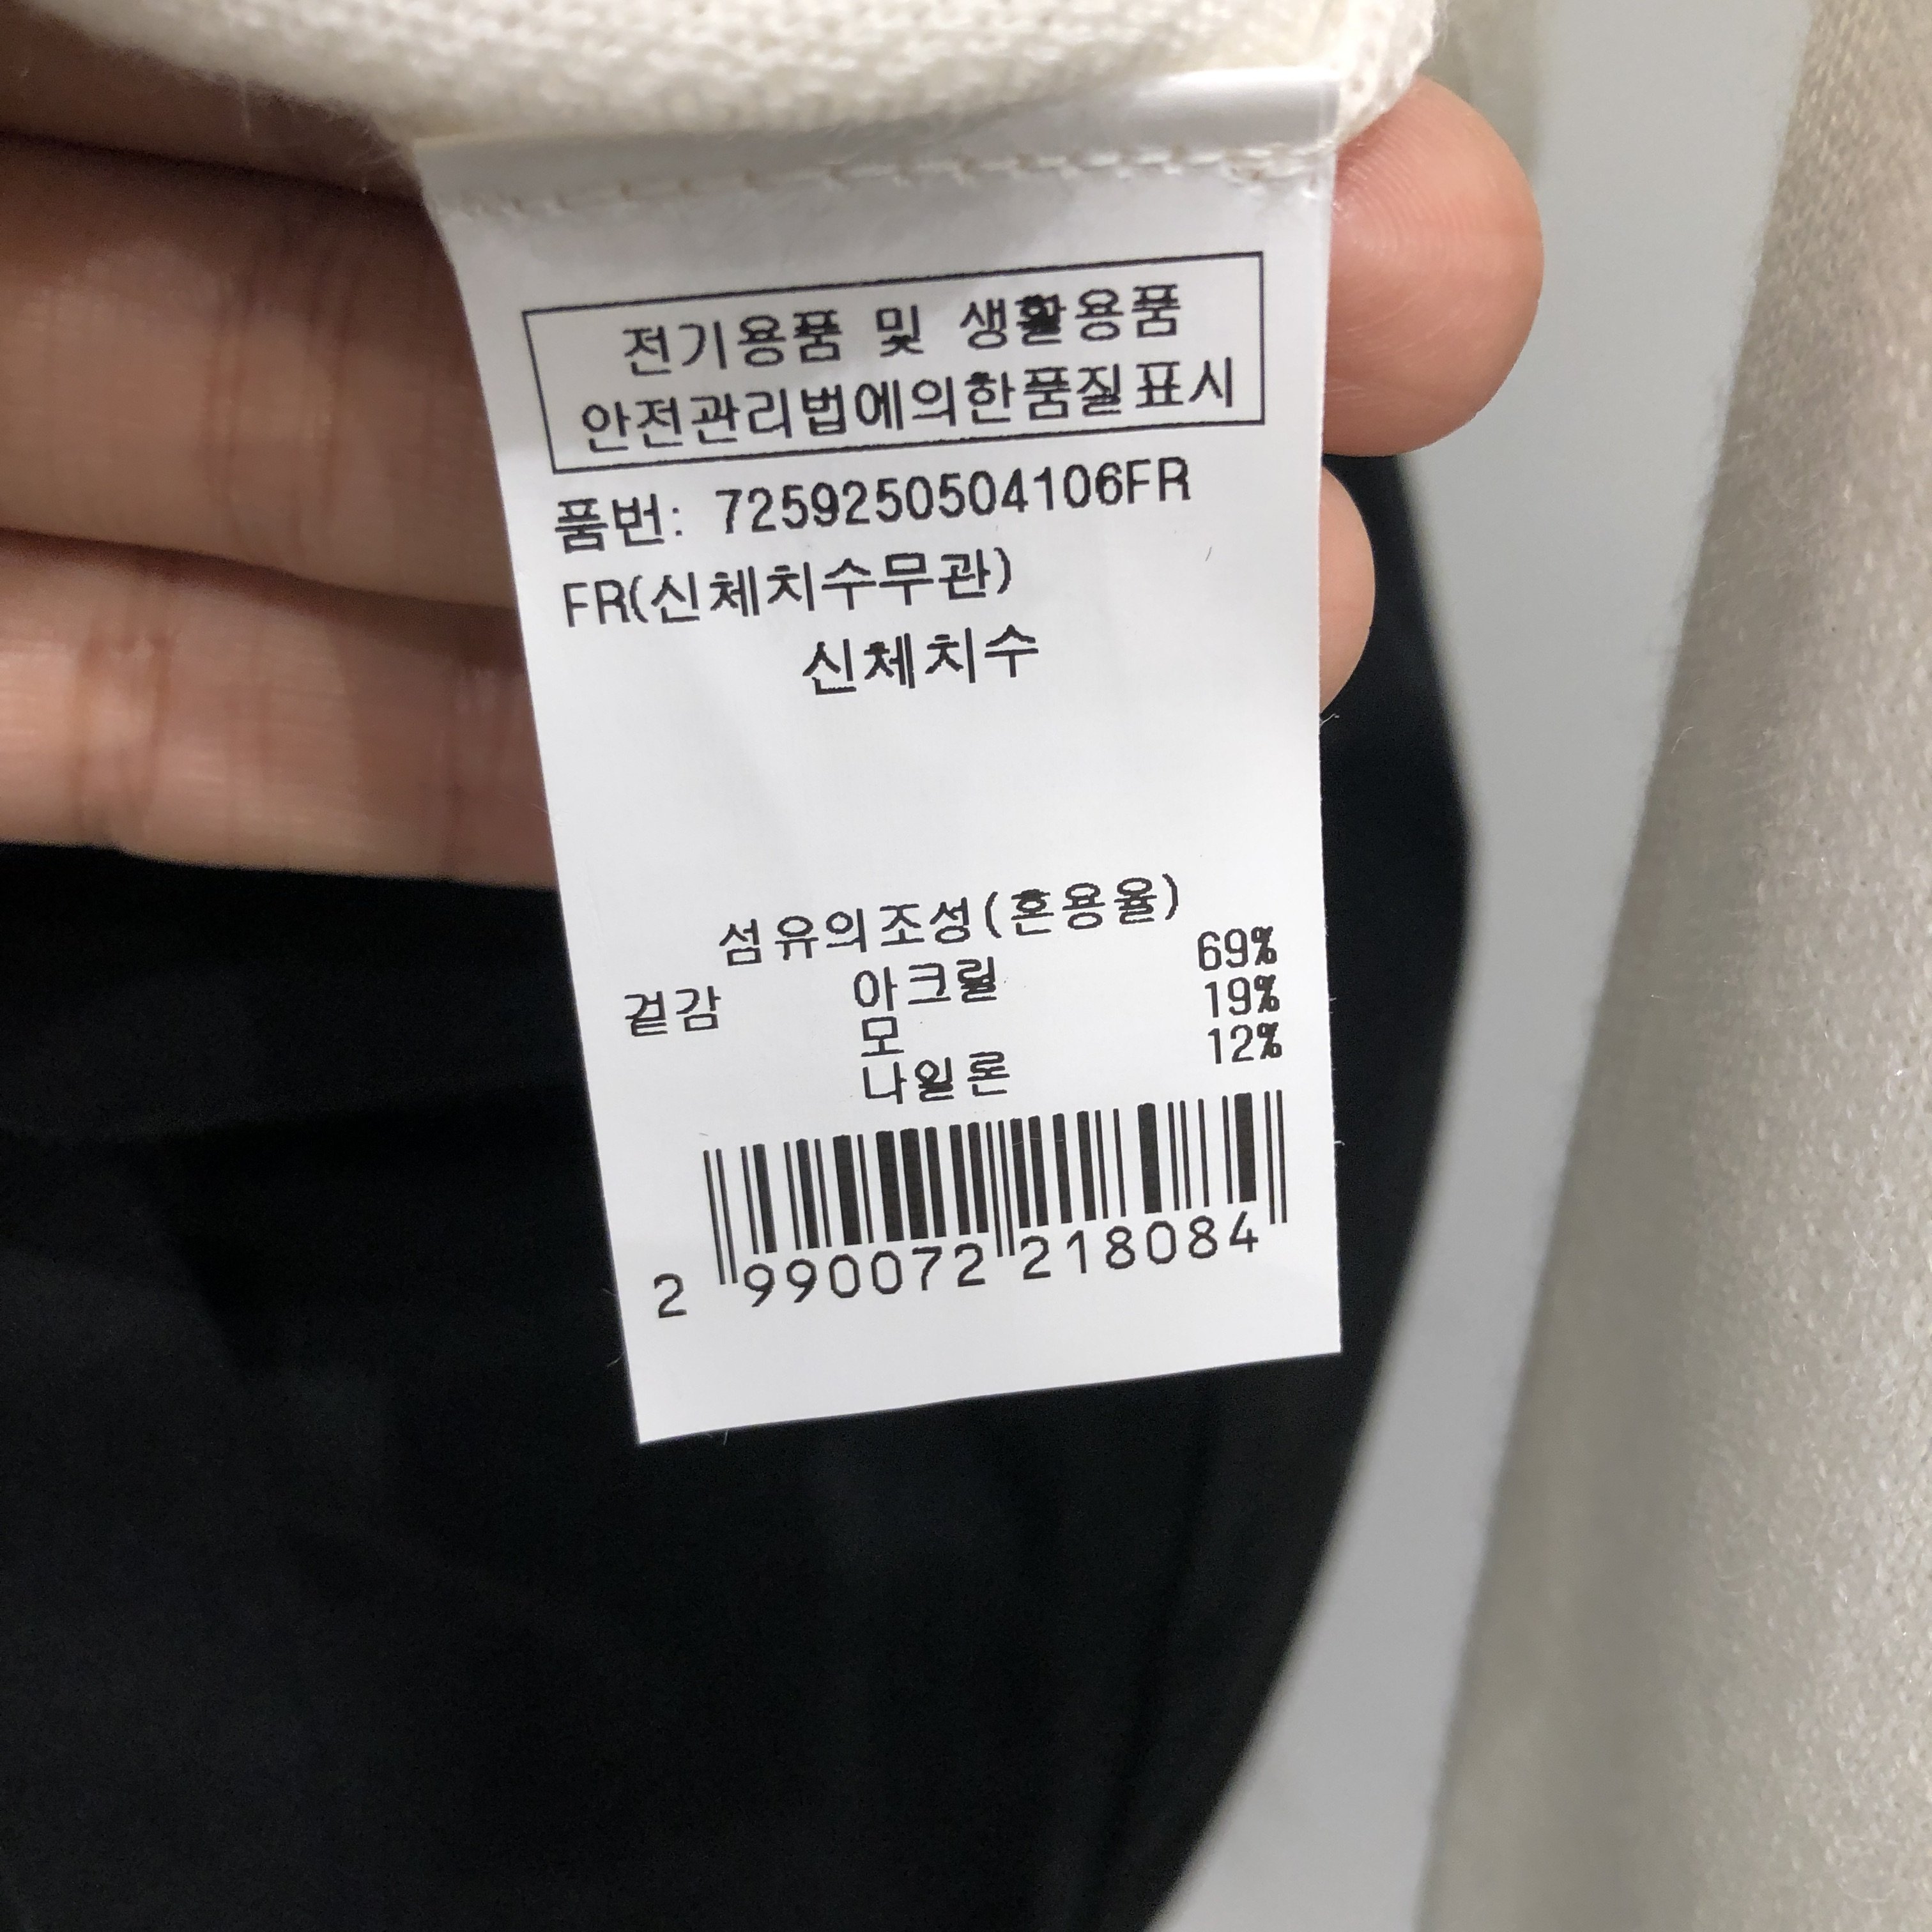 전기용품 및 생활용품
안전관리법에의한품질표시
품번: 7259250504106FR
FR(신체치수무관)
신체치수
섬유의조성(혼용율)
겉감 아크릴 69%
모 19%
나일론 12%
2 990072 218084